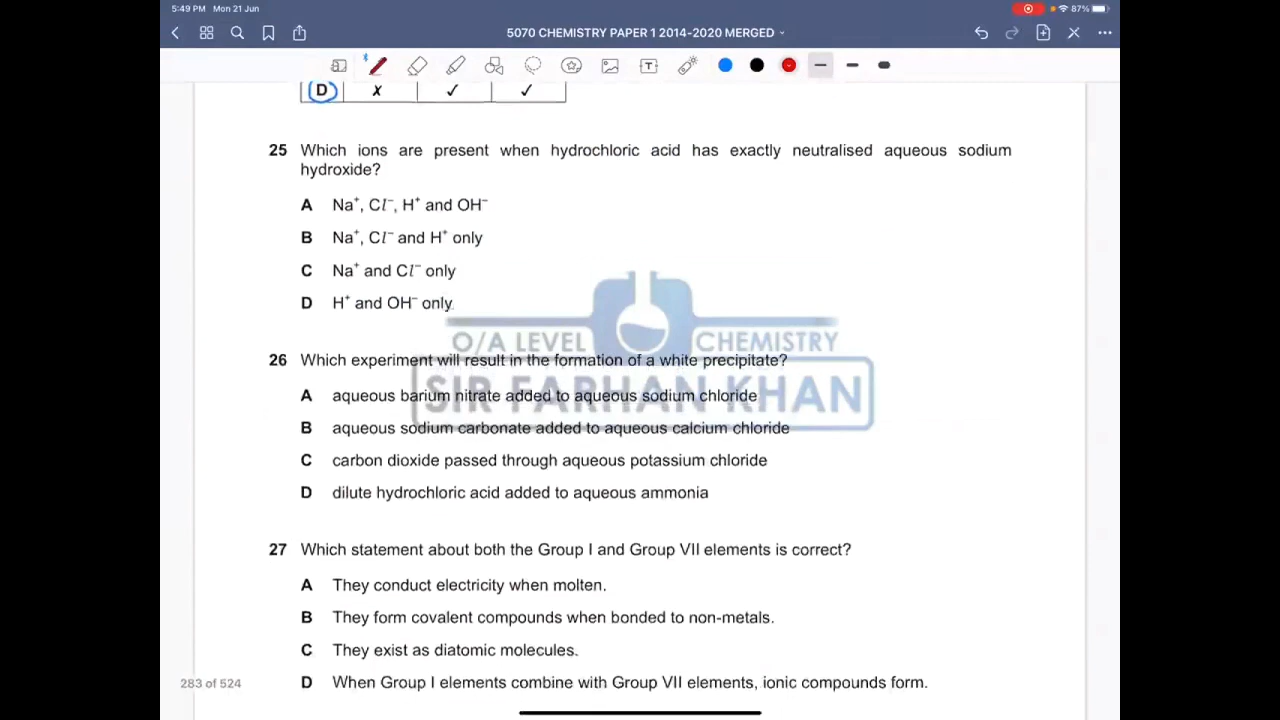 5:49 PM Mon 21 Jun
87%
5070 CHEMISTRY PAPER 1 2014-2020 MERGED
D ✗ ✓ ✓
25 Which ions are present when hydrochloric acid has exactly neutralised aqueous sodium
hydroxide?
A Na⁺, Cl⁻, H⁺ and OH⁻
B Na⁺, Cl⁻ and H⁺ only
C Na⁺ and Cl⁻ only
D H⁺ and OH⁻ only
O/A LEVEL CHEMISTRY
SIR FARHAN KHAN
26 Which experiment will result in the formation of a white precipitate?
A aqueous barium nitrate added to aqueous sodium chloride
B aqueous sodium carbonate added to aqueous calcium chloride
C carbon dioxide passed through aqueous potassium chloride
D dilute hydrochloric acid added to aqueous ammonia
27 Which statement about both the Group I and Group VII elements is correct?
A They conduct electricity when molten.
B They form covalent compounds when bonded to non-metals.
C They exist as diatomic molecules.
D When Group I elements combine with Group VII elements, ionic compounds form.
283 of 524